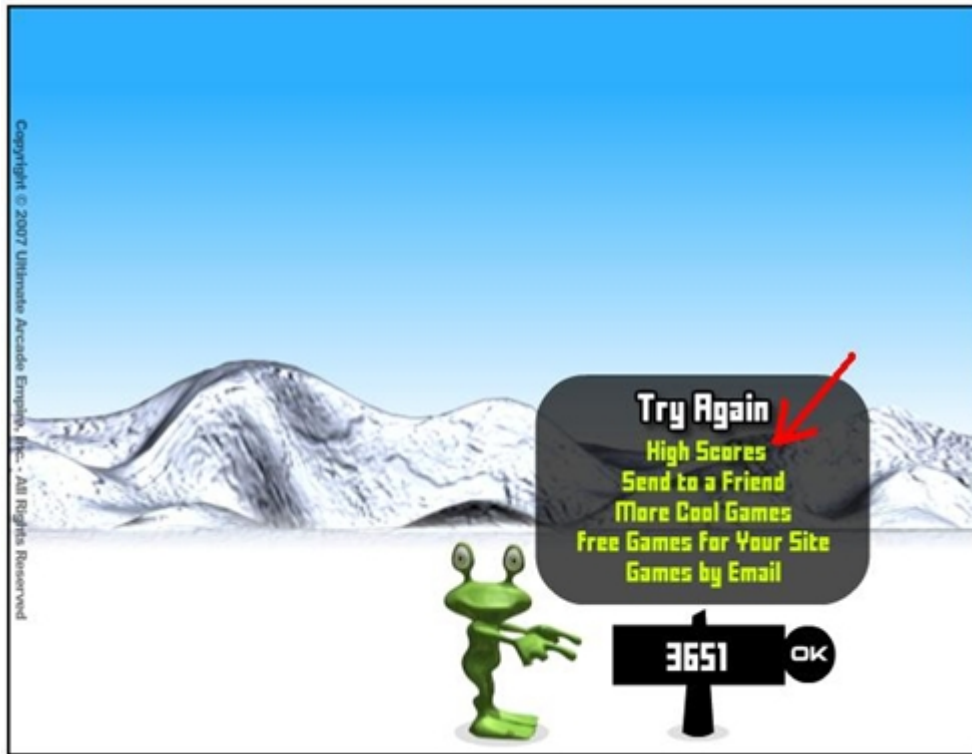 Copyright © 2007 Ultimate Arcade Empire, Inc. - All Rights Reserved
Try Again
High Scores
Send to a Friend
More Cool Games
Free Games For Your Site
Games by Email
3651
OK